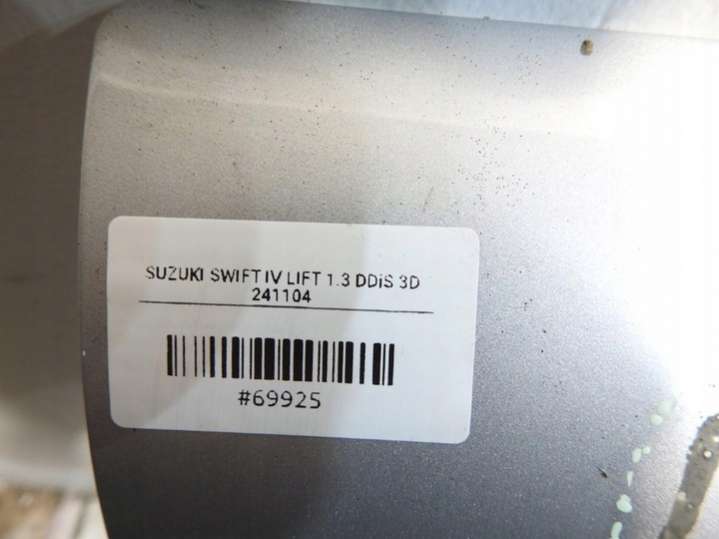 SUZUKI SWIFT IV LIFT 1.3 DDiS 3D
241104
#69925